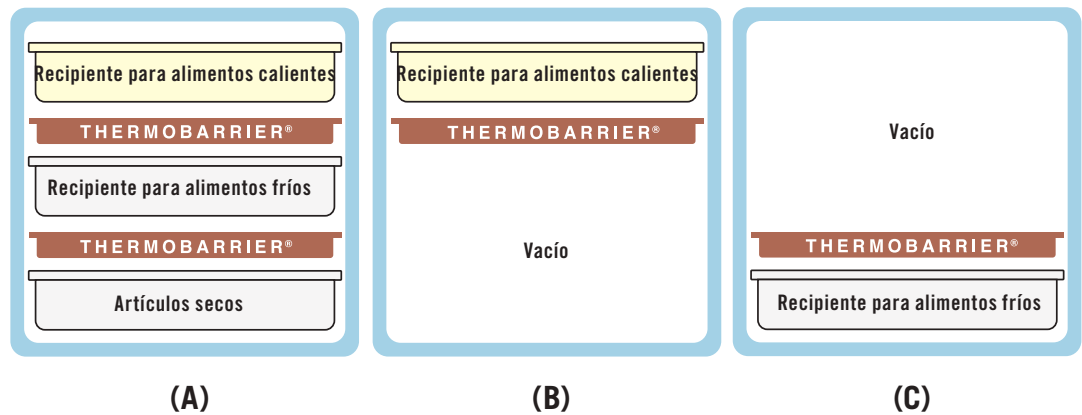 Recipiente para alimentos calientes
THERMOBARRIER®
Recipiente para alimentos fríos
THERMOBARRIER®
Artículos secos
(A)
Recipiente para alimentos calientes
THERMOBARRIER®
Vacío
(B)
Vacío
THERMOBARRIER®
Recipiente para alimentos fríos
(C)